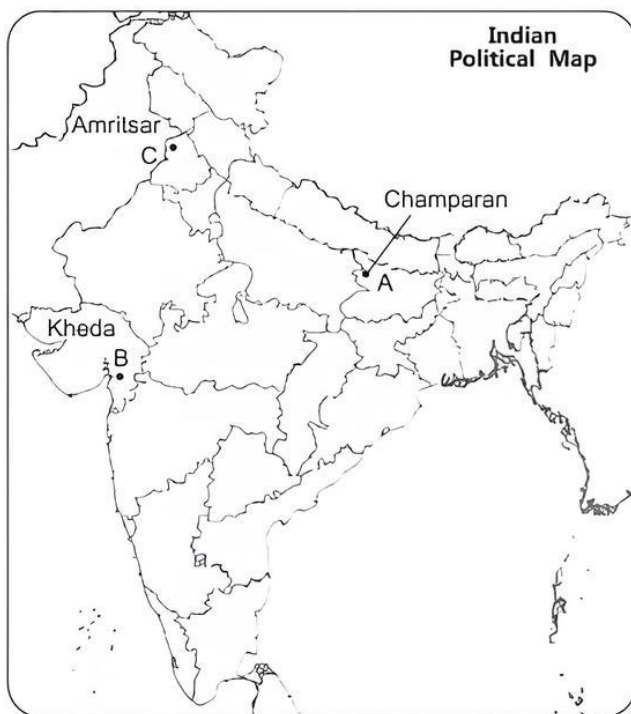 Indian
Political Map
Amritsar
C
Champaran
A
Kheda
B